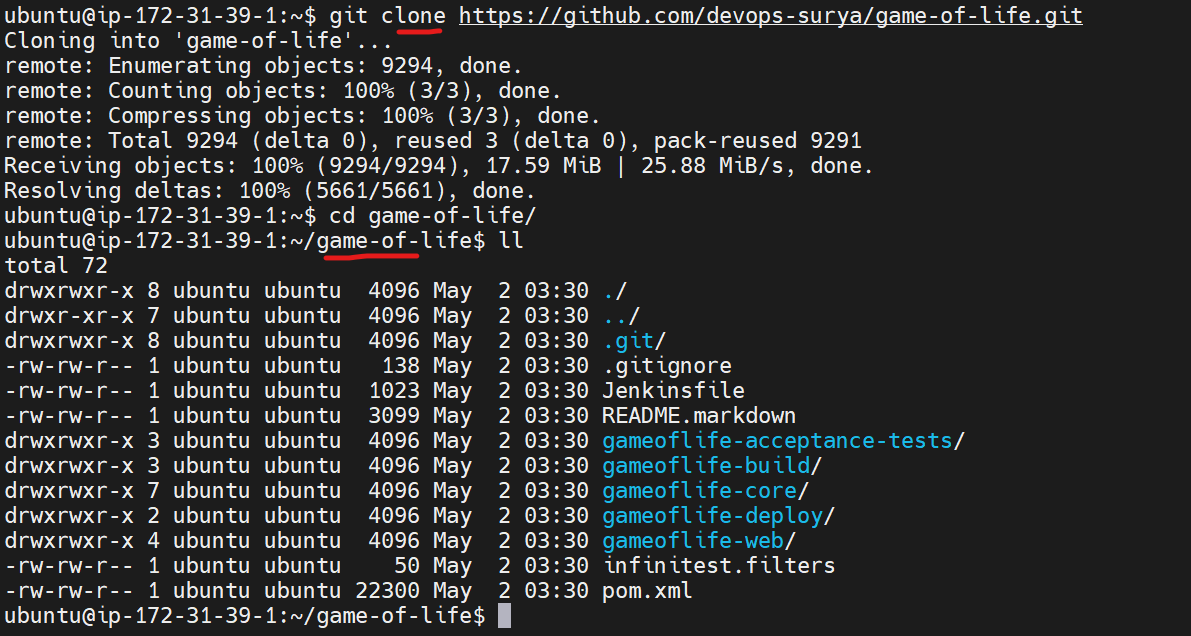 ubuntu@ip-172-31-39-1:~$ git clone https://github.com/devops-surya/game-of-life.git
Cloning into 'game-of-life'...
remote: Enumerating objects: 9294, done.
remote: Counting objects: 100% (3/3), done.
remote: Compressing objects: 100% (3/3), done.
remote: Total 9294 (delta 0), reused 3 (delta 0), pack-reused 9291
Receiving objects: 100% (9294/9294), 17.59 MiB | 25.88 MiB/s, done.
Resolving deltas: 100% (5661/5661), done.
ubuntu@ip-172-31-39-1:~$ cd game-of-life/
ubuntu@ip-172-31-39-1:~/game-of-life$ ll
total 72
drwxrwxr-x 8 ubuntu ubuntu  4096 May  2 03:30 ./
drwxr-xr-x 7 ubuntu ubuntu  4096 May  2 03:30 ../
drwxrwxr-x 8 ubuntu ubuntu  4096 May  2 03:30 .git/
-rw-rw-r-- 1 ubuntu ubuntu   138 May  2 03:30 .gitignore
-rw-rw-r-- 1 ubuntu ubuntu  1023 May  2 03:30 Jenkinsfile
-rw-rw-r-- 1 ubuntu ubuntu  3099 May  2 03:30 README.markdown
drwxrwxr-x 3 ubuntu ubuntu  4096 May  2 03:30 gameoflife-acceptance-tests/
drwxrwxr-x 3 ubuntu ubuntu  4096 May  2 03:30 gameoflife-build/
drwxrwxr-x 7 ubuntu ubuntu  4096 May  2 03:30 gameoflife-core/
drwxrwxr-x 2 ubuntu ubuntu  4096 May  2 03:30 gameoflife-deploy/
drwxrwxr-x 4 ubuntu ubuntu  4096 May  2 03:30 gameoflife-web/
-rw-rw-r-- 1 ubuntu ubuntu    50 May  2 03:30 infinitest.filters
-rw-rw-r-- 1 ubuntu ubuntu 22300 May  2 03:30 pom.xml
ubuntu@ip-172-31-39-1:~/game-of-life$